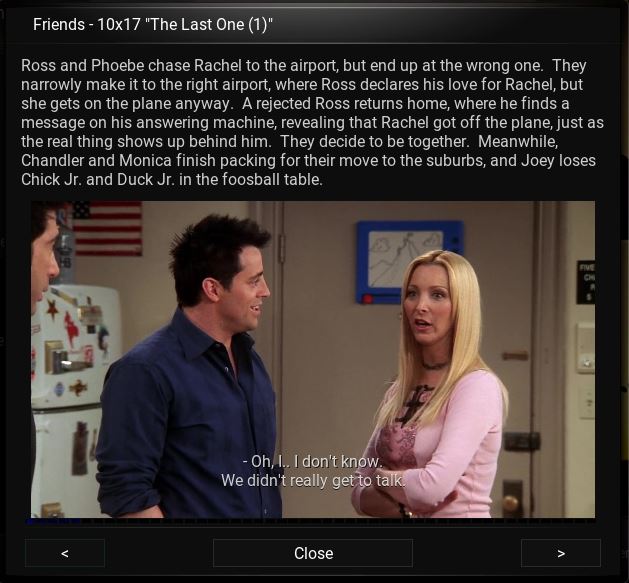 Friends - 10x17 "The Last One (1)"
Ross and Phoebe chase Rachel to the airport, but end up at the wrong one.  They
narrowly make it to the right airport, where Ross declares his love for Rachel, but
she gets on the plane anyway.  A rejected Ross returns home, where he finds a
message on his answering machine, revealing that Rachel got off the plane, just as
the real thing shows up behind him.  They decide to be together.  Meanwhile,
Chandler and Monica finish packing for their move to the suburbs, and Joey loses
Chick Jr. and Duck Jr. in the foosball table.
FIVE
- Oh, I.. I don't know.
We didn't really get to talk.
<
Close
>